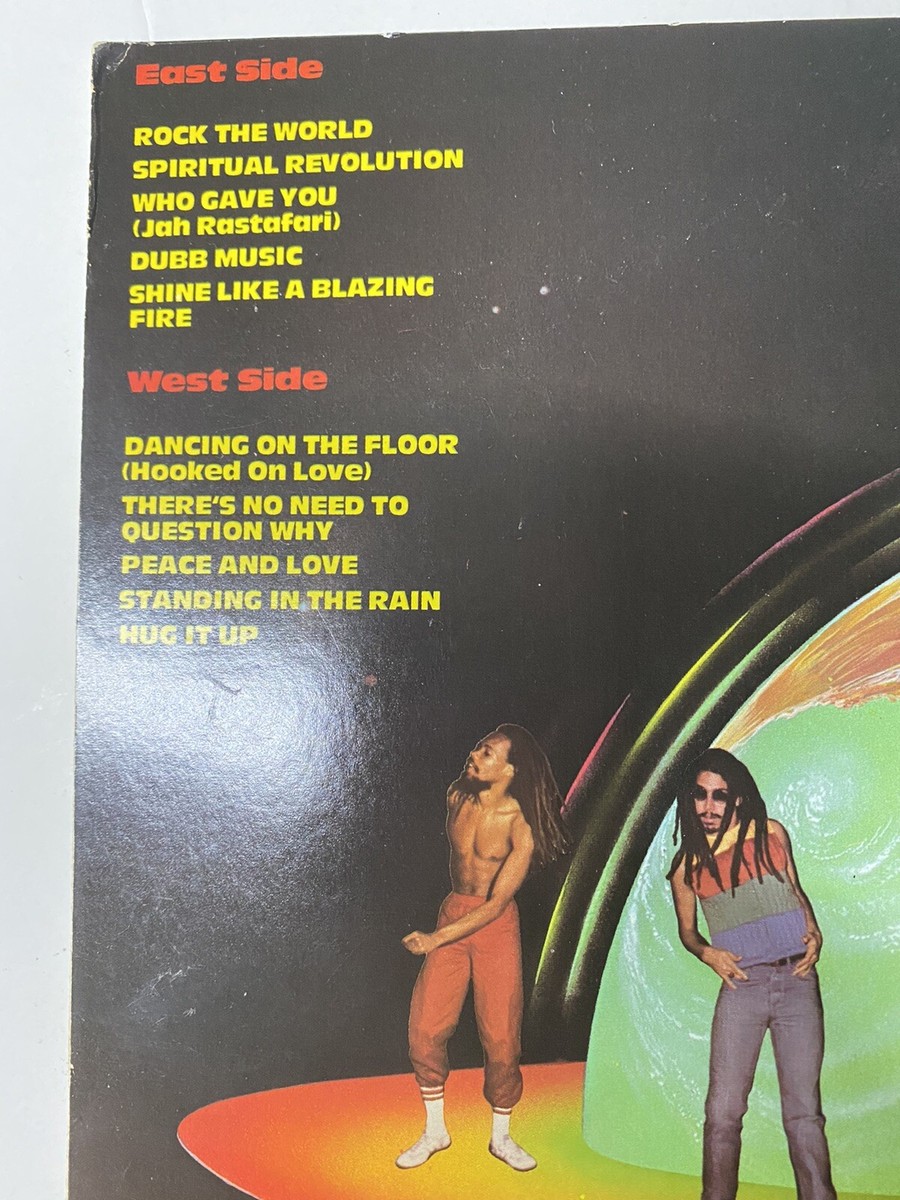 East Side
ROCK THE WORLD
SPIRITUAL REVOLUTION
WHO GAVE YOU
(Jah Rastafari)
DUBB MUSIC
SHINE LIKE A BLAZING
FIRE
West Side
DANCING ON THE FLOOR
(Hooked On Love)
THERE'S NO NEED TO
QUESTION WHY
PEACE AND LOVE
STANDING IN THE RAIN
HUG IT UP